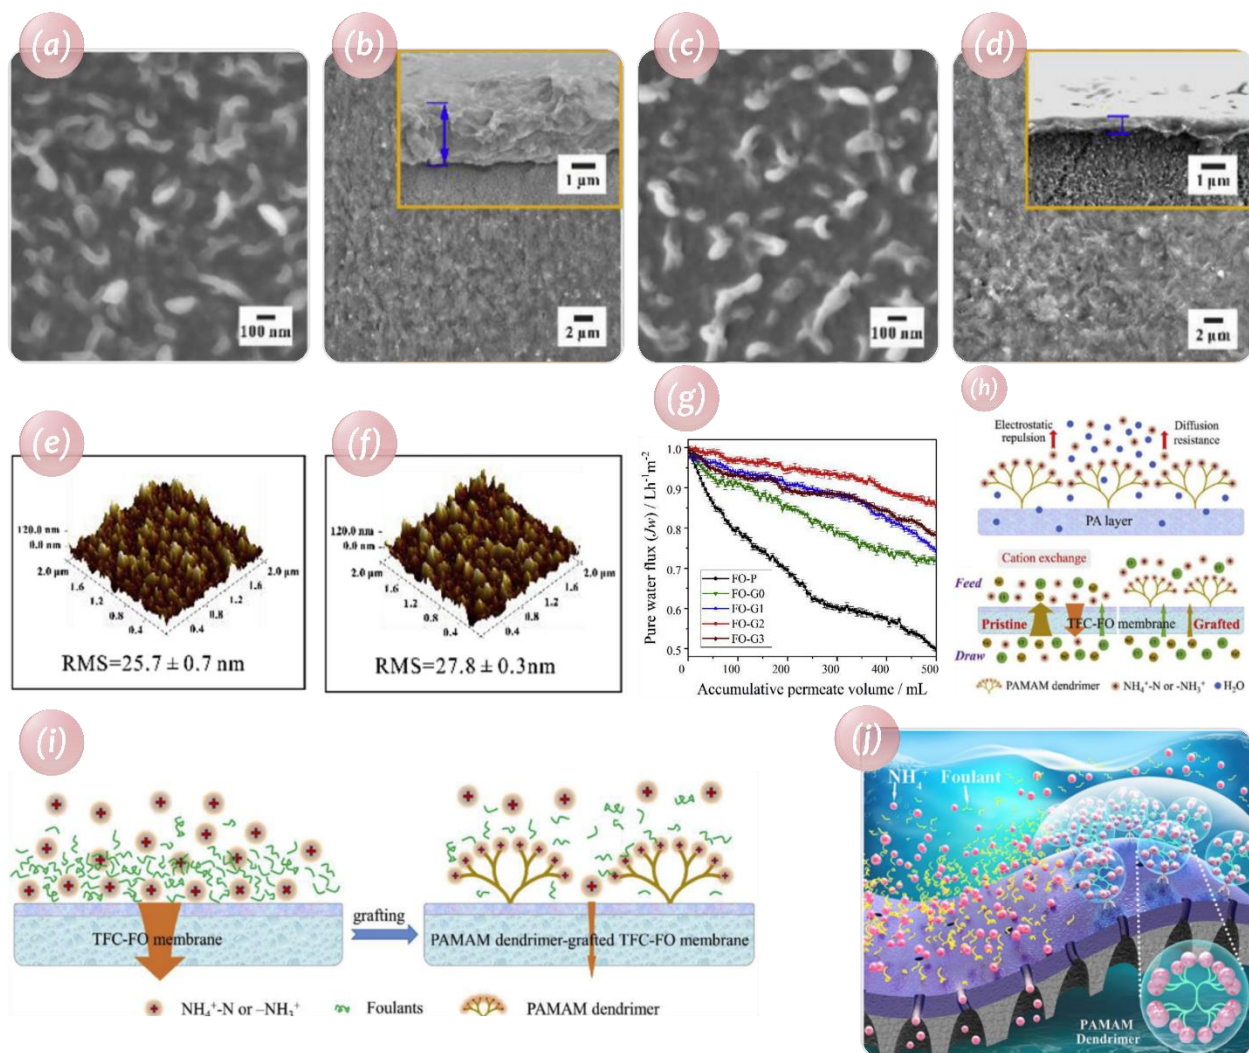 (a)
100 nm
(b)
1 μm
2 μm
(c)
100 nm
(d)
1 μm
2 μm
(e)
120.0 nm
0.0 nm
2.0 μm
1.6
1.2
0.8
0.4
2.0 μm
1.6
1.2
0.8
0.4
RMS=25.7 ± 0.7 nm
(f)
120.0 nm
0.0 nm
2.0 μm
1.6
1.2
0.8
0.4
2.0 μm
1.6
1.2
0.8
0.4
RMS=27.8 ± 0.3nm
(g)
Pure water flux (Jw) / Lh⁻¹m⁻²
1.0
0.9
0.8
0.7
0.6
0.5
FO-P
FO-G0
FO-G1
FO-G2
FO-G3
0
100
200
300
400
500
Accumulative permeate volume / mL
(h)
Electrostatic
repulsion
Diffusion
resistance
PA layer
Cation exchange
Feed
Pristine
TFC-FO membrane
Grafted
Draw
PAMAM dendrimer
NH₄⁺-N or -NH₃⁺
H₂O
(i)
TFC-FO membrane
grafting
PAMAM dendrimer-grafted TFC-FO membrane
NH₄⁺-N or –NH₃⁺
Foulants
PAMAM dendrimer
(j)
NH₄⁺
Foulant
PAMAM
Dendrimer